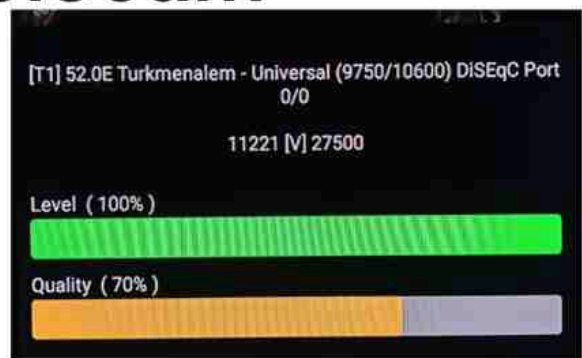 [T1] 52.0E Turkmenalem - Universal (9750/10600) DiSEqC Port
0/0
11221 [V] 27500
Level ( 100% )
Quality ( 70% )